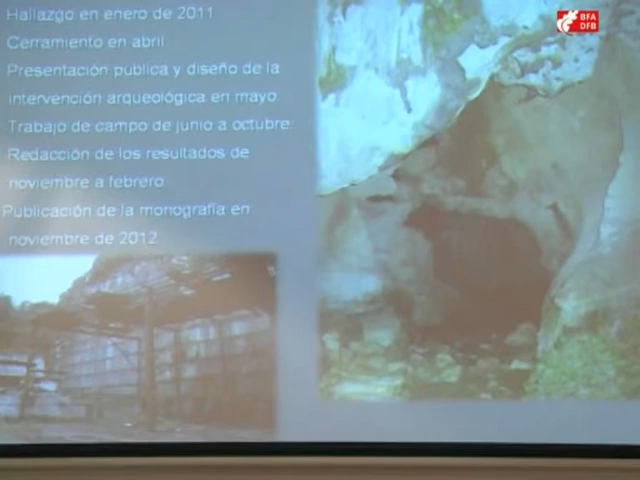 Hallazgo en enero de 2011
Cerramiento en abril
Presentación publica y diseño de la
intervención arqueológica en mayo.
Trabajo de campo de junio a octubre.
Redacción de los resultados de
noviembre a febrero
Publicación de la monografía en
noviembre de 2012.
BFA
DFB